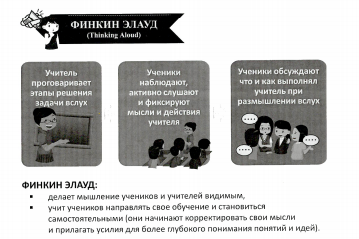 ФИНКИН ЭЛАУД
(Thinking Aloud)
Учитель
проговаривает
этапы решения
задачи вслух
Ученики
наблюдают,
активно слушают
и фиксируют
мысли и действия
учителя
Ученики обсуждают
что и как выполнял
учитель при
размышлении вслух
ФИНКИН ЭЛАУД:
▪ делает мышление учеников и учителей видимым,
▪ учит учеников направлять свое обучение и становиться
самостоятельными (они начинают корректировать свои мысли
и прилагать усилия для более глубокого понимания понятий и идей).